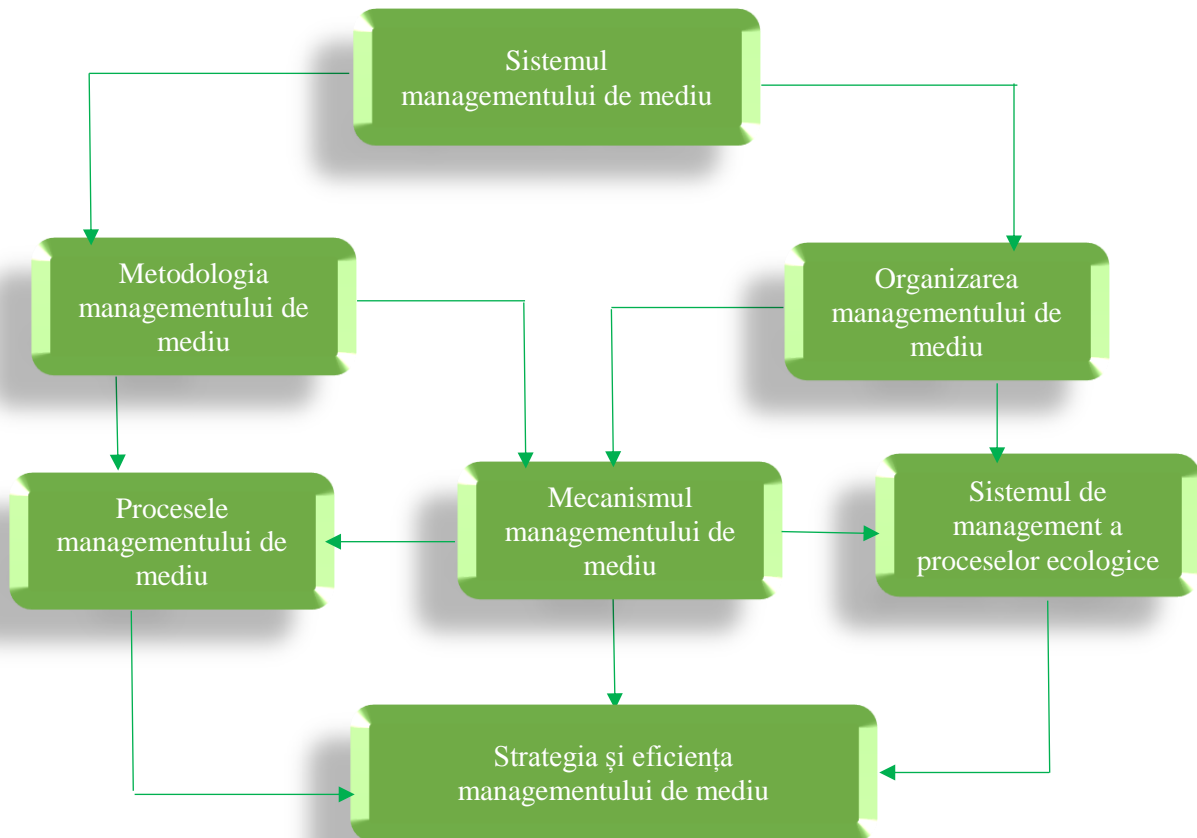 Sistemul
managementului de mediu
Metodologia
managementului de
mediu
Organizarea
managementului de
mediu
Procesele
managementului de
mediu
Mecanismul
managementului de
mediu
Sistemul de
management a
proceselor ecologice
Strategia și eficiența
managementului de mediu